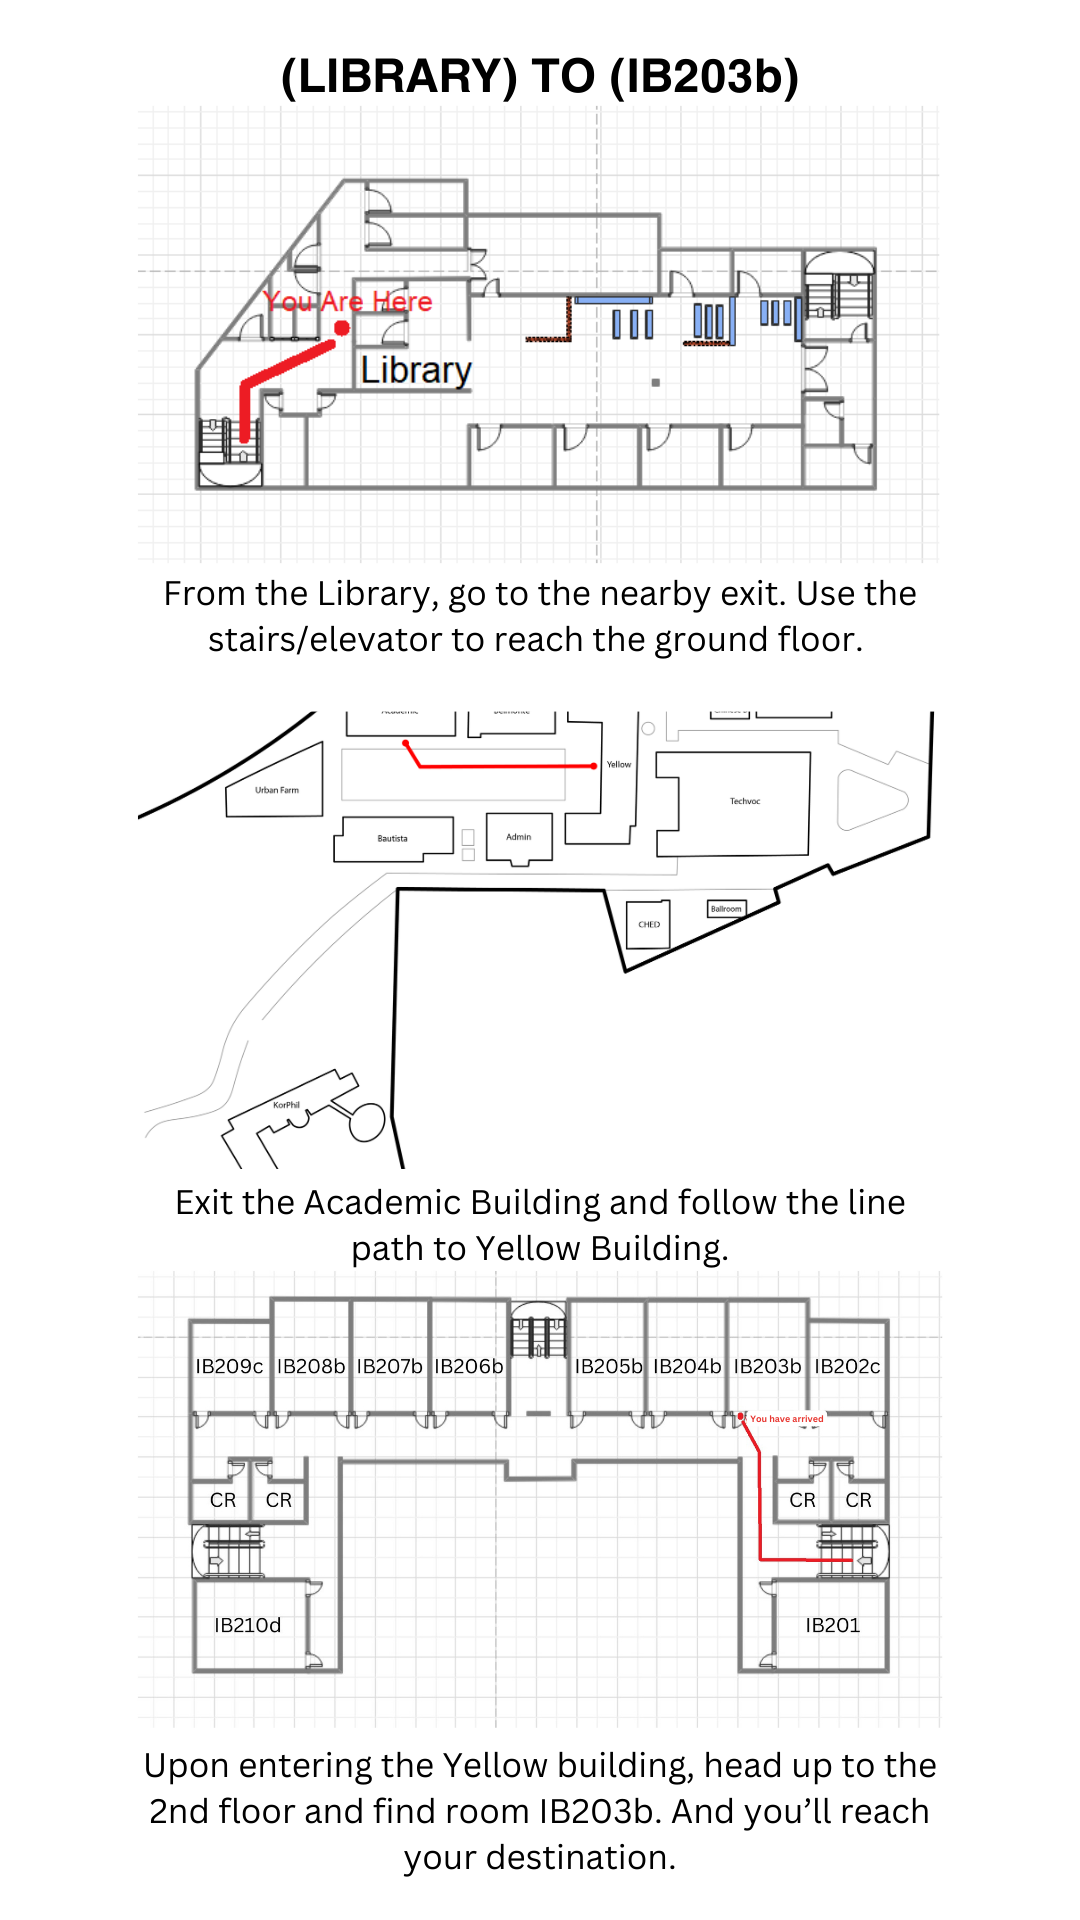 (LIBRARY) TO (IB203b)
You Are Here
Library
From the Library, go to the nearby exit. Use the
stairs/elevator to reach the ground floor.
Academic
Belmonte
Yellow
Urban Farm
Techvoc
Bautista
Admin
CHED
Ballroom
KorPhil
Exit the Academic Building and follow the line
path to Yellow Building.
IB209c
IB208b
IB207b
IB206b
IB205b
IB204b
IB203b
IB202c
You have arrived
CR
CR
CR
CR
IB210d
IB201
Upon entering the Yellow building, head up to the
2nd floor and find room IB203b. And you’ll reach
your destination.